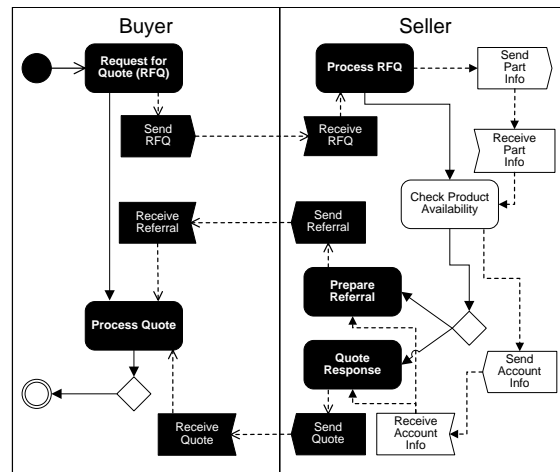 Buyer
Seller
Request for
Quote (RFQ)
Process RFQ
Send
Part
Info
Send
RFQ
Receive
RFQ
Receive
Part
Info
Check Product
Availability
Receive
Referral
Send
Referral
Prepare
Referral
Process Quote
Quote
Response
Send
Account
Info
Receive
Quote
Send
Quote
Receive
Account
Info